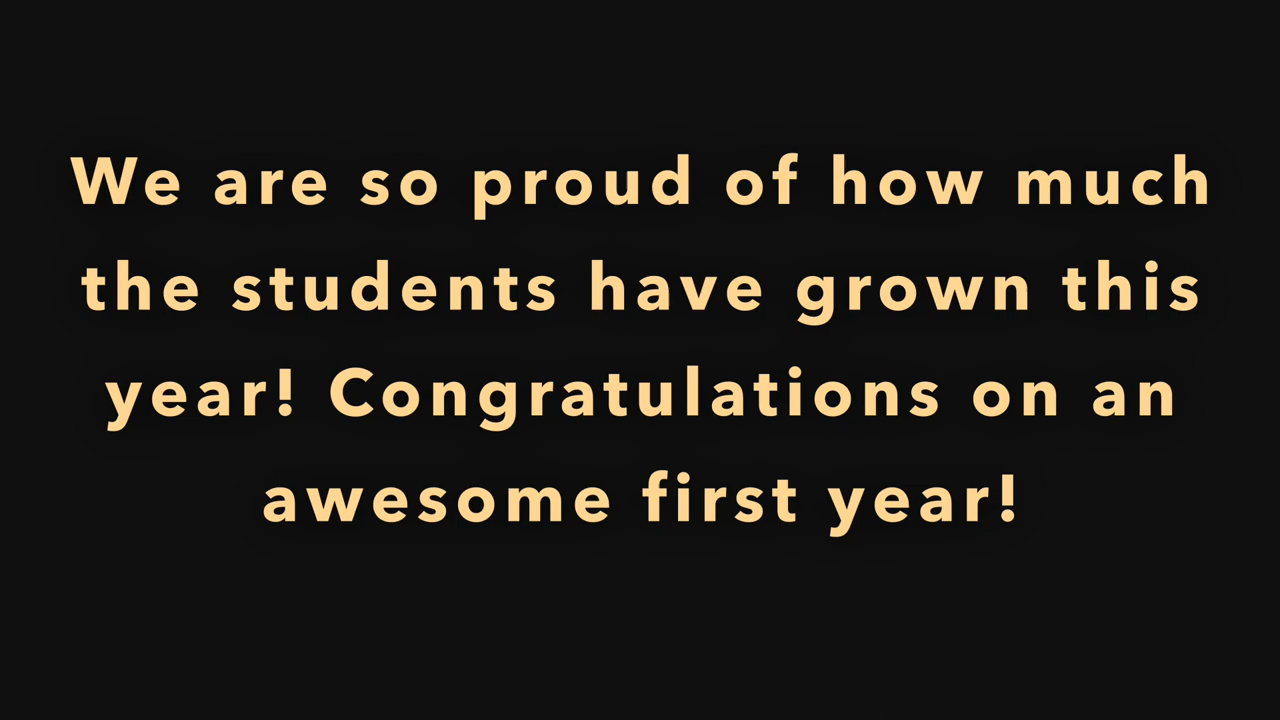 We are so proud of how much
the students have grown this
year! Congratulations on an
awesome first year!